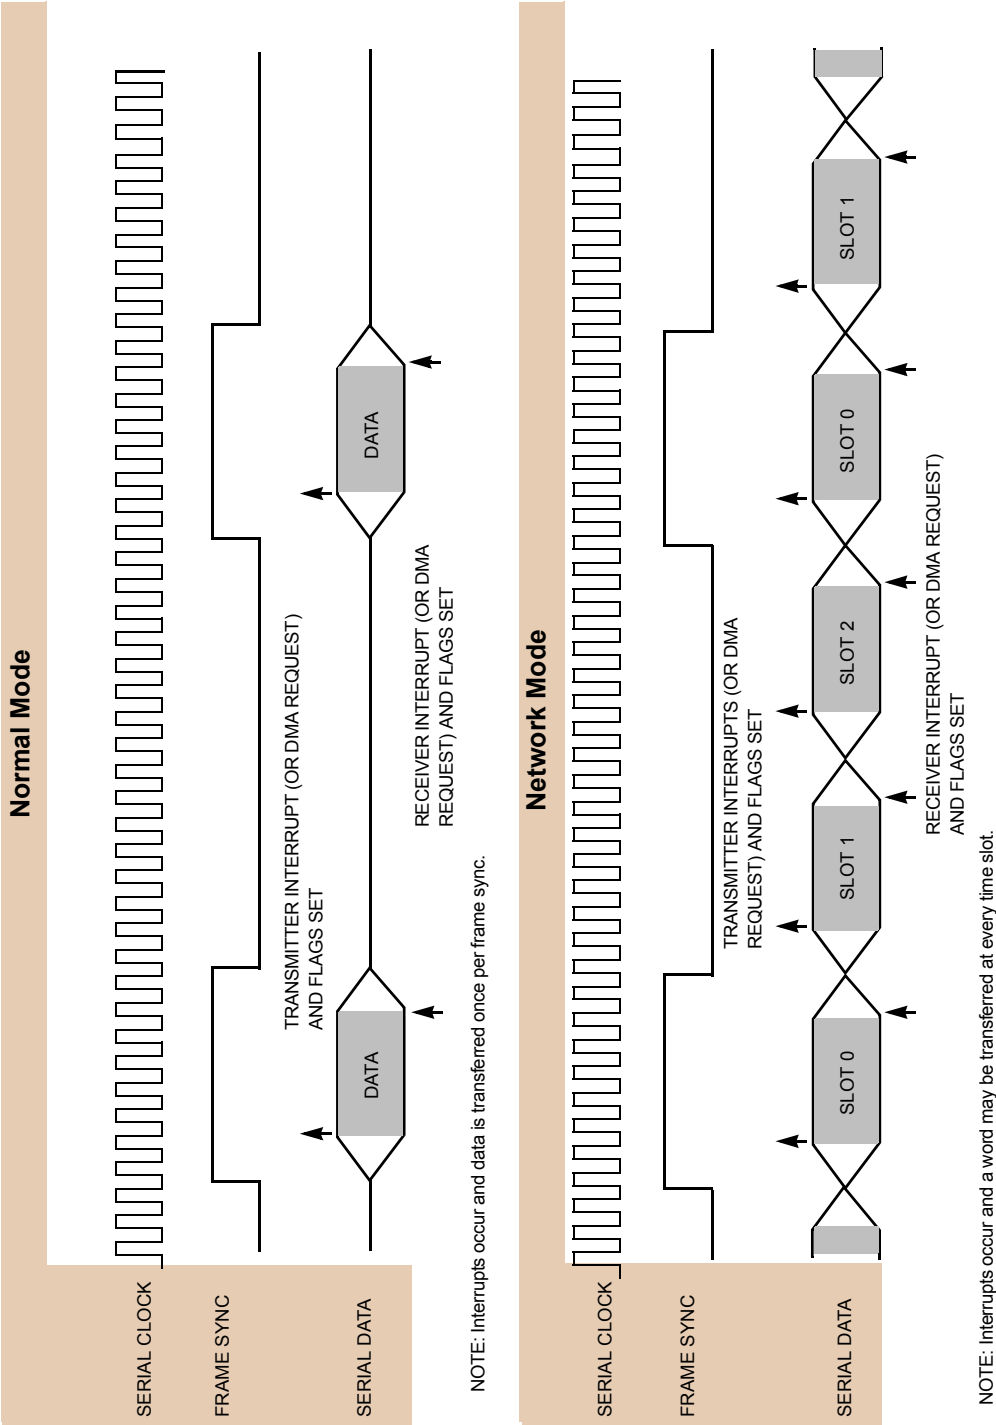 Normal Mode
SERIAL CLOCK
FRAME SYNC
TRANSMITTER INTERRUPT (OR DMA REQUEST)
AND FLAGS SET
SERIAL DATA
DATA
DATA
RECEIVER INTERRUPT (OR DMA
REQUEST) AND FLAGS SET
NOTE: Interrupts occur and data is transferred once per frame sync.
Network Mode
SERIAL CLOCK
FRAME SYNC
TRANSMITTER INTERRUPTS (OR DMA
REQUEST) AND FLAGS SET
SERIAL DATA
SLOT 0
SLOT 1
SLOT 2
SLOT 0
SLOT 1
RECEIVER INTERRUPT (OR DMA REQUEST)
AND FLAGS SET
NOTE: Interrupts occur and a word may be transferred at every time slot.